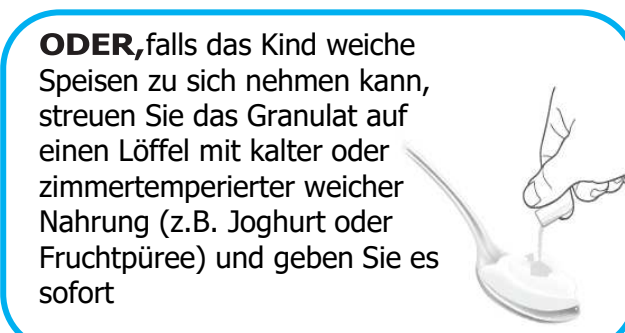 ODER,falls das Kind weiche
Speisen zu sich nehmen kann,
streuen Sie das Granulat auf
einen Löffel mit kalter oder
zimmertemperierter weicher
Nahrung (z.B. Joghurt oder
Fruchtpüree) und geben Sie es
sofort